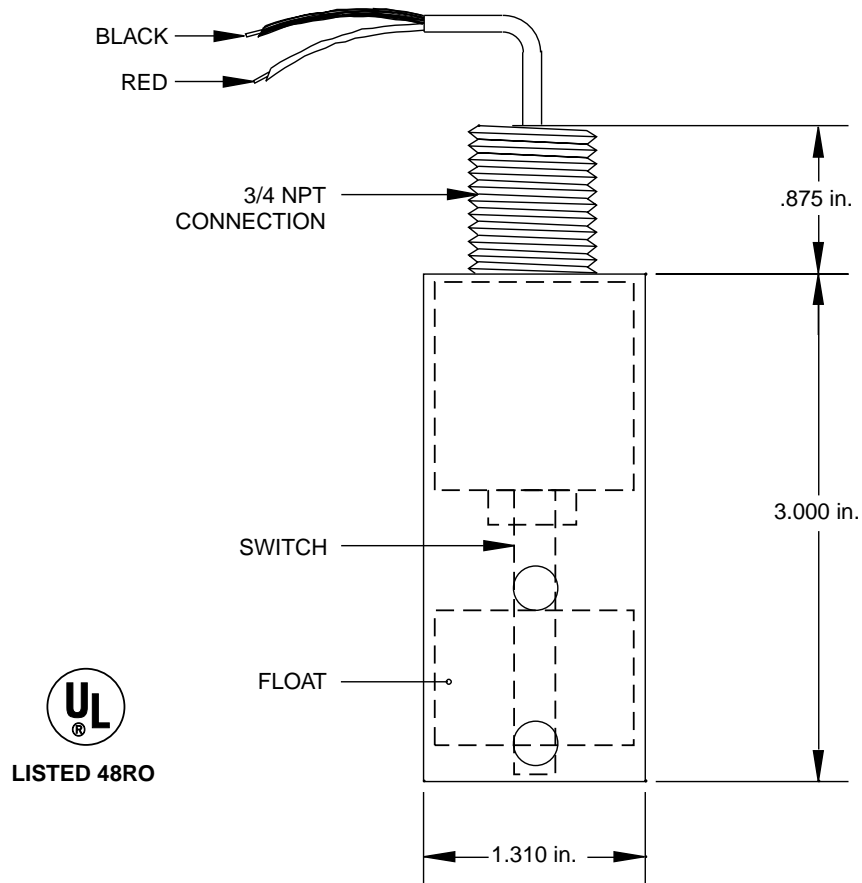 BLACK
RED
3/4 NPT
CONNECTION
.875 in.
3.000 in.
SWITCH
FLOAT
UL
®
LISTED 48RO
1.310 in.